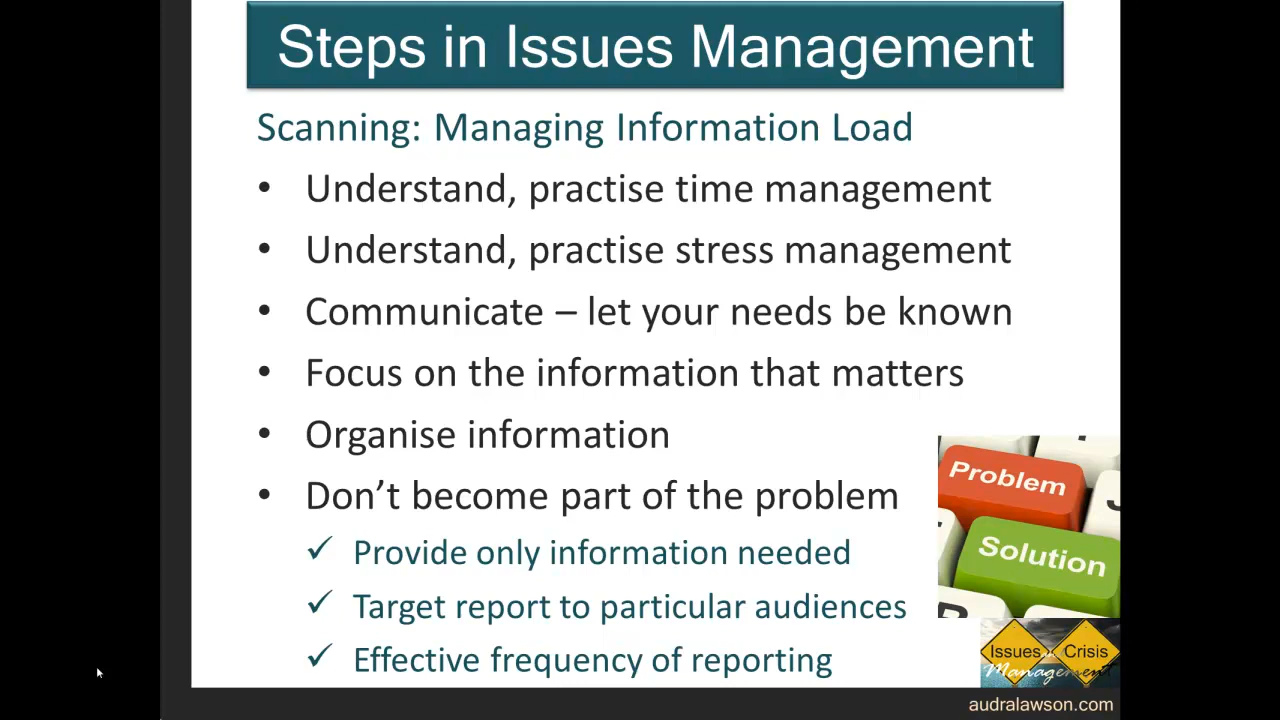 Steps in Issues Management
Scanning: Managing Information Load
• Understand, practise time management
• Understand, practise stress management
• Communicate – let your needs be known
• Focus on the information that matters
• Organise information
• Don’t become part of the problem
✓ Provide only information needed
✓ Target report to particular audiences
✓ Effective frequency of reporting
Problem
Solution
Issues Crisis
Management
audralawson.com